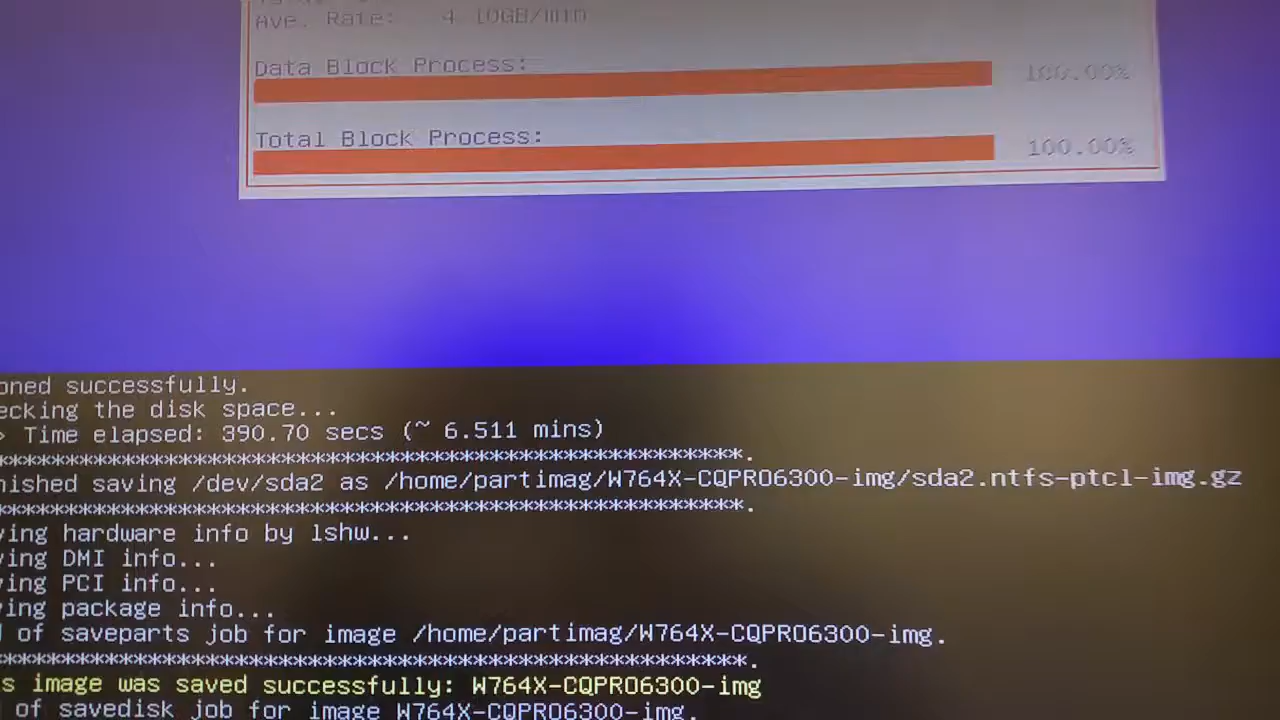 Ave. Rate: 4.10GB/min
Data Block Process:
100.00%
Total Block Process:
100.00%
oned successfully.
ecking the disk space...
> Time elapsed: 390.70 secs (~ 6.511 mins)
*****************************************************************.
nished saving /dev/sda2 as /home/partimag/W764X-CQPRO6300-img/sda2.ntfs-ptcl-img.gz
*****************************************************************.
ving hardware info by lshw...
ving DMI info...
ving PCI info...
ving package info...
d of saveparts job for image /home/partimag/W764X-CQPRO6300-img.
*****************************************************************.
s image was saved successfully: W764X-CQPRO6300-img
of savedisk job for image W764X-CQPRO6300-img.